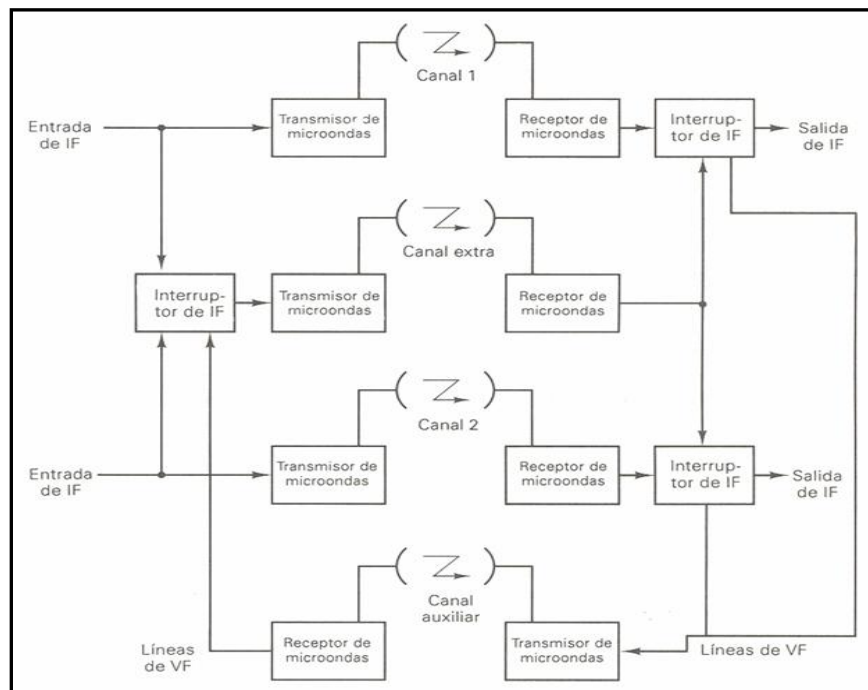 Canal 1
Transmisor de
microondas
Receptor de
microondas
Interrup-
tor de IF
Entrada
de IF
Salida
de IF
Canal extra
Interrup-
tor de IF
Transmisor de
microondas
Receptor de
microondas
Canal 2
Entrada
de IF
Transmisor de
microondas
Receptor de
microondas
Interrup-
tor de IF
Salida
de IF
Canal
auxiliar
Líneas
de VF
Receptor de
microondas
Transmisor de
microondas
Líneas de VF